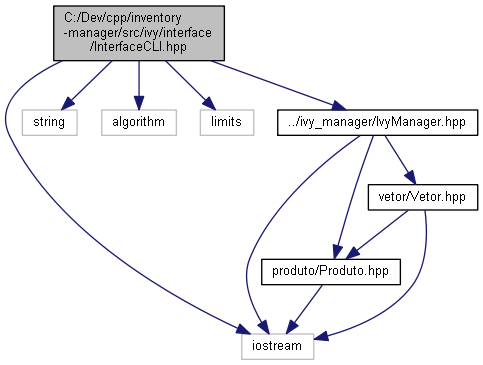 C:/Dev/cpp/inventory
-manager/src/ivy/interface
/InterfaceCLI.hpp
string
algorithm
limits
../ivy_manager/IvyManager.hpp
vetor/Vetor.hpp
produto/Produto.hpp
iostream